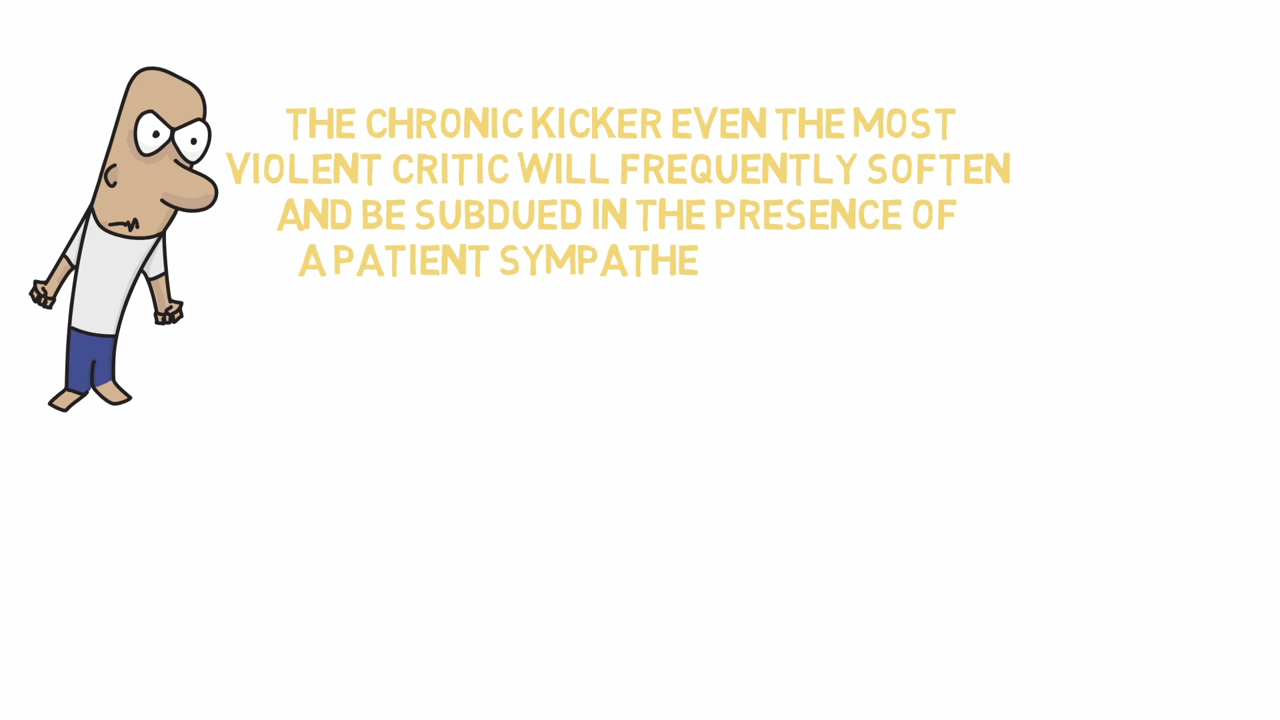 THE CHRONIC KICKER EVEN THE MOST
VIOLENT CRITIC WILL FREQUENTLY SOFTEN
AND BE SUBDUED IN THE PRESENCE OF
A PATIENT SYMPATHE